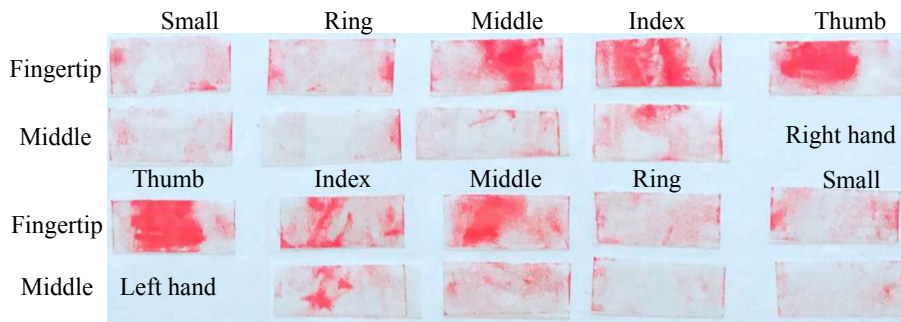 Small Ring Middle Index Thumb
Fingertip
Middle Right hand
Thumb Index Middle Ring Small
Fingertip
Middle Left hand